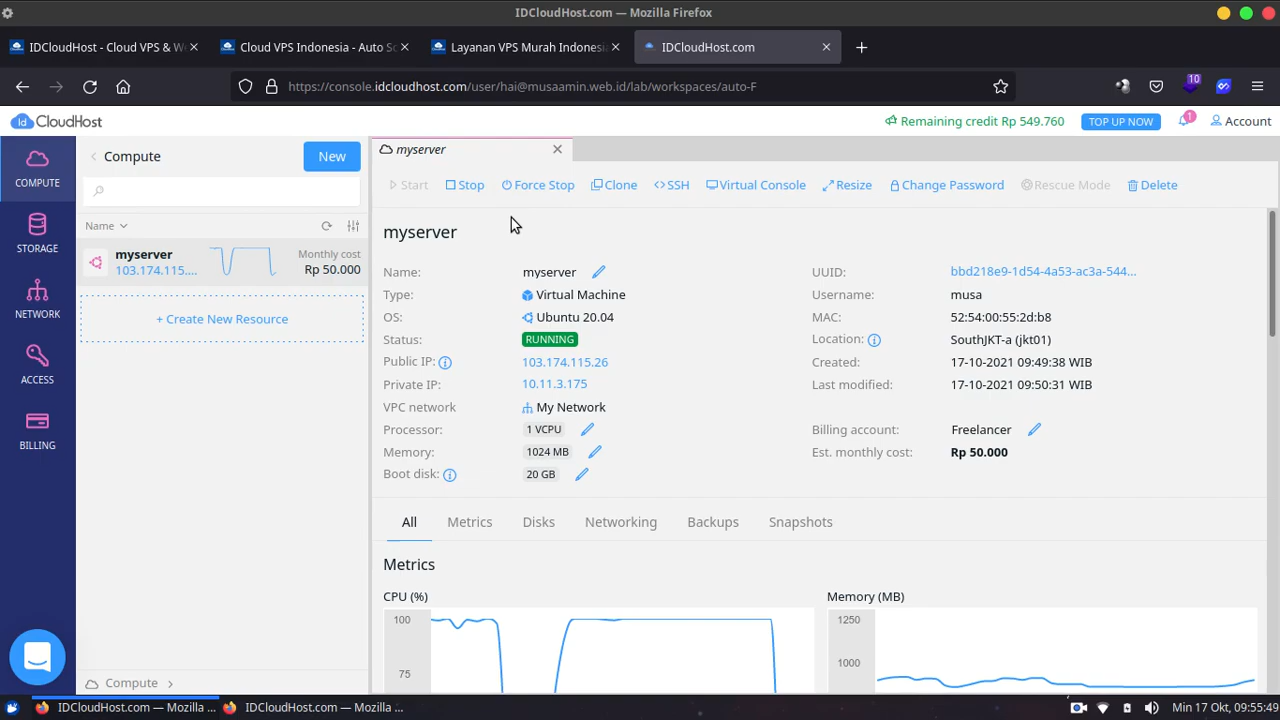 IDCloudHost.com — Mozilla Firefox
IDCloudHost - Cloud VPS & W
Cloud VPS Indonesia - Auto Sc
Layanan VPS Murah Indonesi
IDCloudHost.com
https://console.idcloudhost.com/user/hai@musaamin.web.id/lab/workspaces/auto-F
10
Id CloudHost
Remaining credit Rp 549.760
TOP UP NOW
1
Account
COMPUTE
STORAGE
NETWORK
ACCESS
BILLING
Compute
New
Name
myserver
103.174.115....
Monthly cost
Rp 50.000
+ Create New Resource
Compute
myserver
Start Stop Force Stop Clone SSH Virtual Console Resize Change Password Rescue Mode Delete
myserver
Name: myserver
Type: Virtual Machine
OS: Ubuntu 20.04
Status: RUNNING
Public IP: 103.174.115.26
Private IP: 10.11.3.175
VPC network My Network
Processor: 1 VCPU
Memory: 1024 MB
Boot disk: 20 GB
UUID: bbd218e9-1d54-4a53-ac3a-544...
Username: musa
MAC: 52:54:00:55:2d:b8
Location: SouthJKT-a (jkt01)
Created: 17-10-2021 09:49:38 WIB
Last modified: 17-10-2021 09:50:31 WIB
Billing account: Freelancer
Est. monthly cost: Rp 50.000
All Metrics Disks Networking Backups Snapshots
Metrics
CPU (%)
100
75
Memory (MB)
1250
1000
IDCloudHost.com — Mozilla ...
IDCloudHost.com — Mozilla ...
Min 17 Okt, 09:55:49